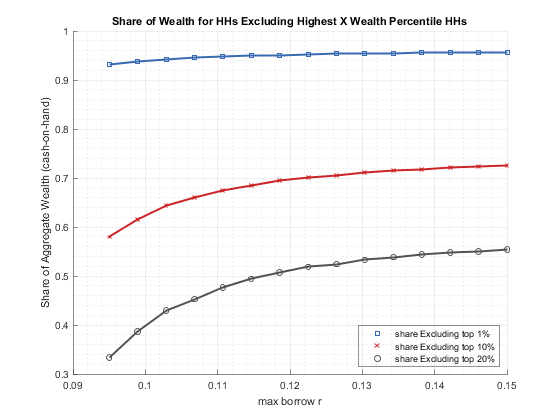 Share of Wealth for HHs Excluding Highest X Wealth Percentile HHs
1
0.9
0.8
0.7
0.6
0.5
0.4
0.3
Share of Aggregate Wealth (cash-on-hand)
share Excluding top 1%
share Excluding top 10%
share Excluding top 20%
0.09
0.1
0.11
0.12
0.13
0.14
0.15
max borrow r